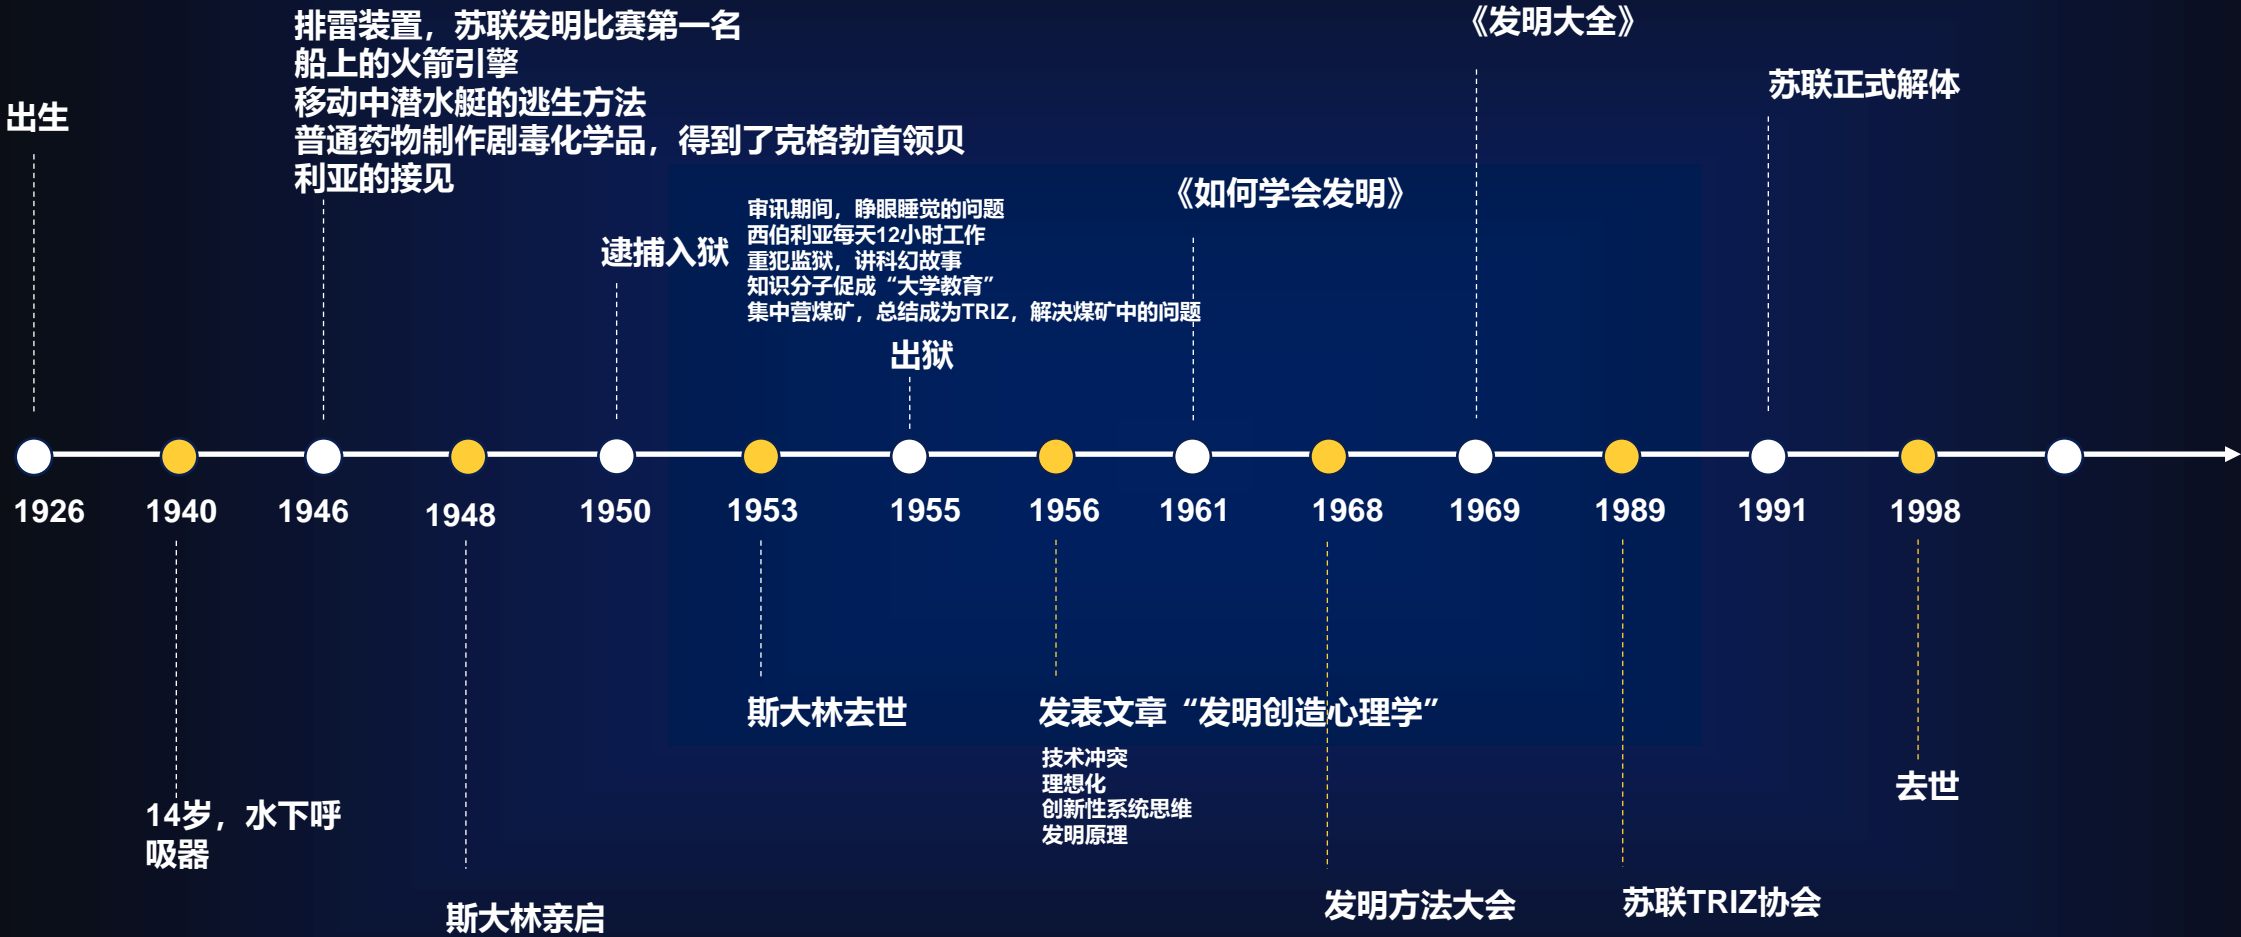 《发明大全》
排雷装置，苏联发明比赛第一名
船上的火箭引擎
移动中潜水艇的逃生方法
普通药物制作剧毒化学品，得到了克格勃首领贝
利亚的接见
出生
苏联正式解体
《如何学会发明》
逮捕入狱
审讯期间，睁眼睡觉的问题
西伯利亚每天12小时工作
重犯监狱，讲科幻故事
知识分子促成“大学教育”
集中营煤矿，总结成为TRIZ，解决煤矿中的问题
出狱
1926
1940
1946
1948
1950
1953
1955
1956
1961
1968
1969
1989
1991
1998
斯大林去世
发表文章“发明创造心理学”
技术冲突
理想化
创新性系统思维
发明原理
去世
14岁，水下呼
吸器
斯大林亲启
发明方法大会
苏联TRIZ协会